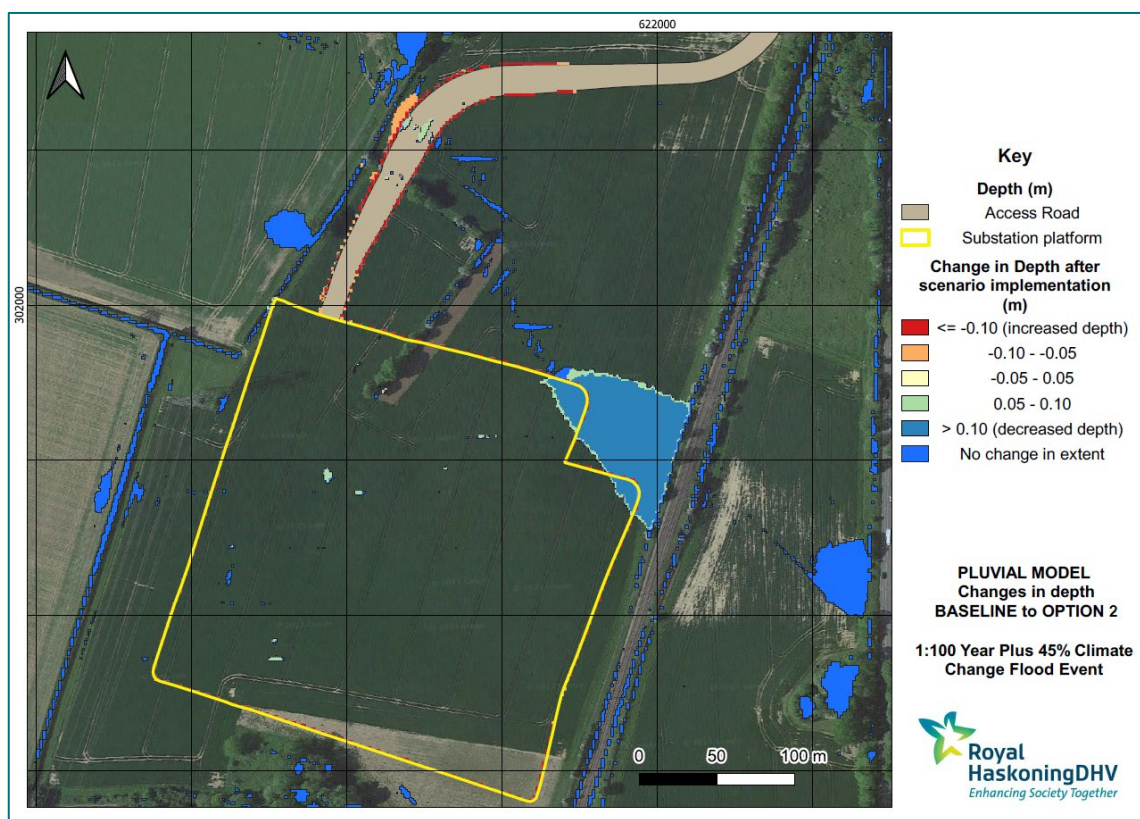 622000
302000
Key
Depth (m)
Access Road
Substation platform
Change in Depth after
scenario implementation
(m)
<= -0.10 (increased depth)
-0.10 - -0.05
-0.05 - 0.05
0.05 - 0.10
> 0.10 (decreased depth)
No change in extent
PLUVIAL MODEL
Changes in depth
BASELINE to OPTION 2
1:100 Year Plus 45% Climate
Change Flood Event
0 50 100 m
Royal
HaskoningDHV
Enhancing Society Together